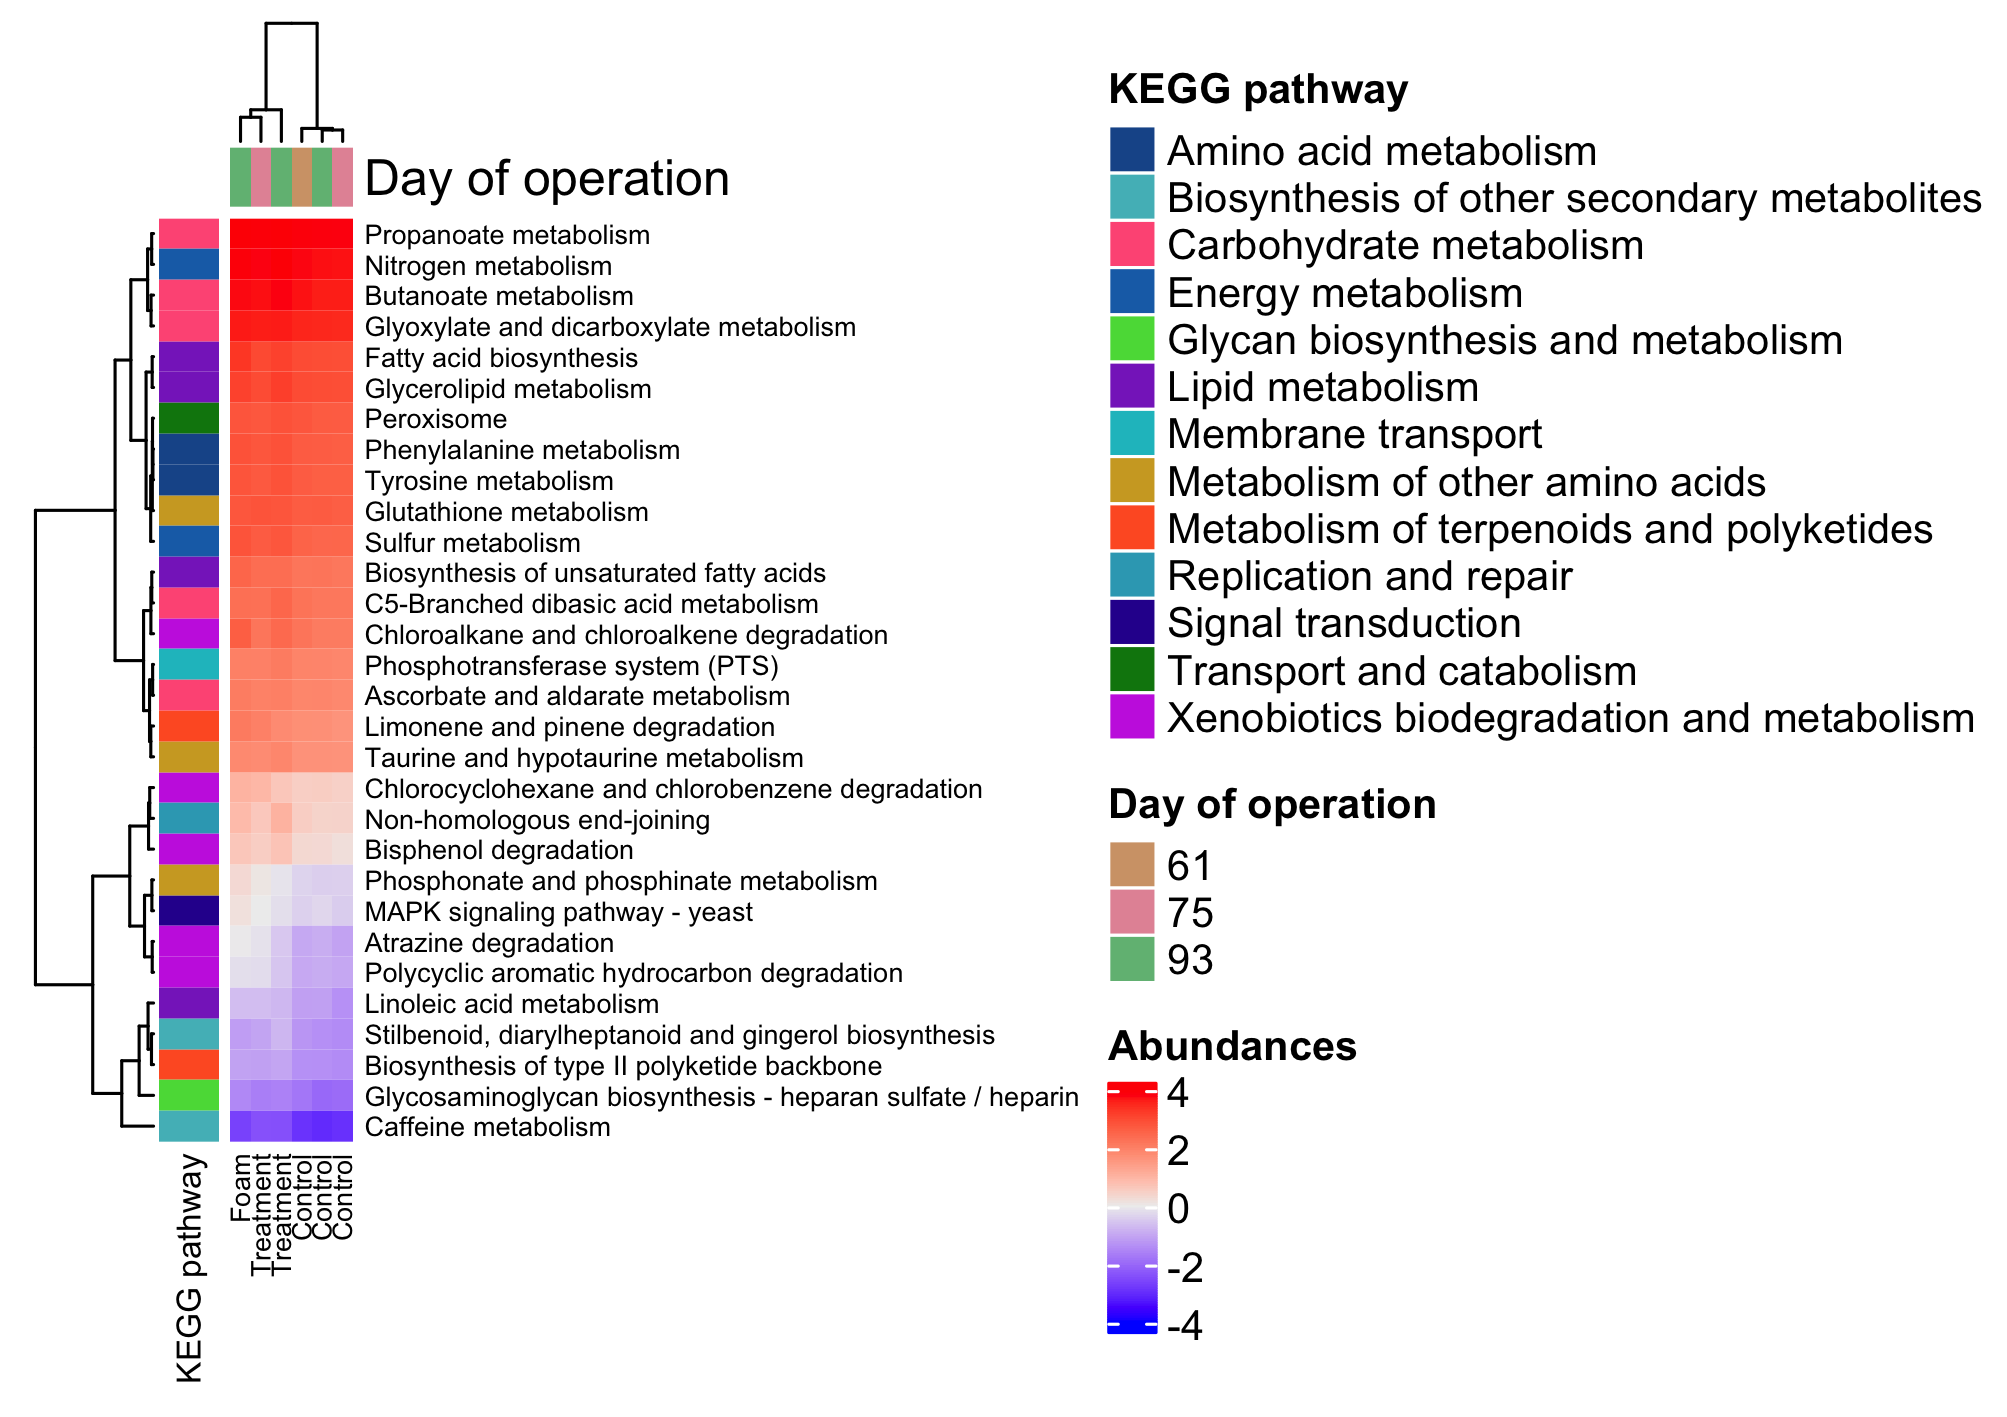 Day of operation
Propanoate metabolism
Nitrogen metabolism
Butanoate metabolism
Glyoxylate and dicarboxylate metabolism
Fatty acid biosynthesis
Glycerolipid metabolism
Peroxisome
Phenylalanine metabolism
Tyrosine metabolism
Glutathione metabolism
Sulfur metabolism
Biosynthesis of unsaturated fatty acids
C5-Branched dibasic acid metabolism
Chloroalkane and chloroalkene degradation
Phosphotransferase system (PTS)
Ascorbate and aldarate metabolism
Limonene and pinene degradation
Taurine and hypotaurine metabolism
Chlorocyclohexane and chlorobenzene degradation
Non-homologous end-joining
Bisphenol degradation
Phosphonate and phosphinate metabolism
MAPK signaling pathway - yeast
Atrazine degradation
Polycyclic aromatic hydrocarbon degradation
Linoleic acid metabolism
Stilbenoid, diarylheptanoid and gingerol biosynthesis
Biosynthesis of type II polyketide backbone
Glycosaminoglycan biosynthesis - heparan sulfate / heparin
Caffeine metabolism
KEGG pathway
Foam
Treatment
Treatment
Control
Control
Control
KEGG pathway
Amino acid metabolism
Biosynthesis of other secondary metabolites
Carbohydrate metabolism
Energy metabolism
Glycan biosynthesis and metabolism
Lipid metabolism
Membrane transport
Metabolism of other amino acids
Metabolism of terpenoids and polyketides
Replication and repair
Signal transduction
Transport and catabolism
Xenobiotics biodegradation and metabolism
Day of operation
61
75
93
Abundances
4
2
0
-2
-4